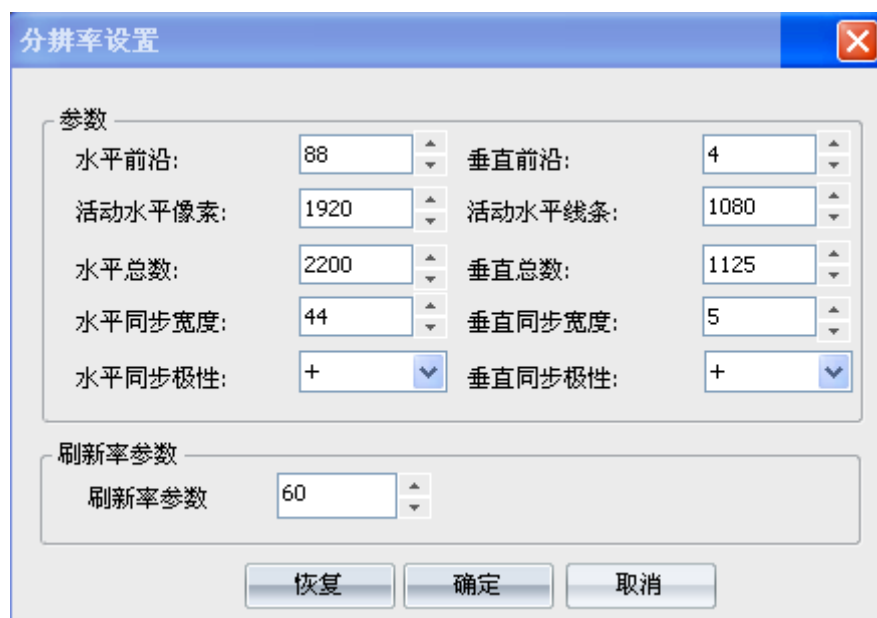 分辨率设置
参数
水平前沿: 88 垂直前沿: 4
活动水平像素: 1920 活动水平线条: 1080
水平总数: 2200 垂直总数: 1125
水平同步宽度: 44 垂直同步宽度: 5
水平同步极性: + 垂直同步极性: +
刷新率参数
刷新率参数 60
恢复 确定 取消